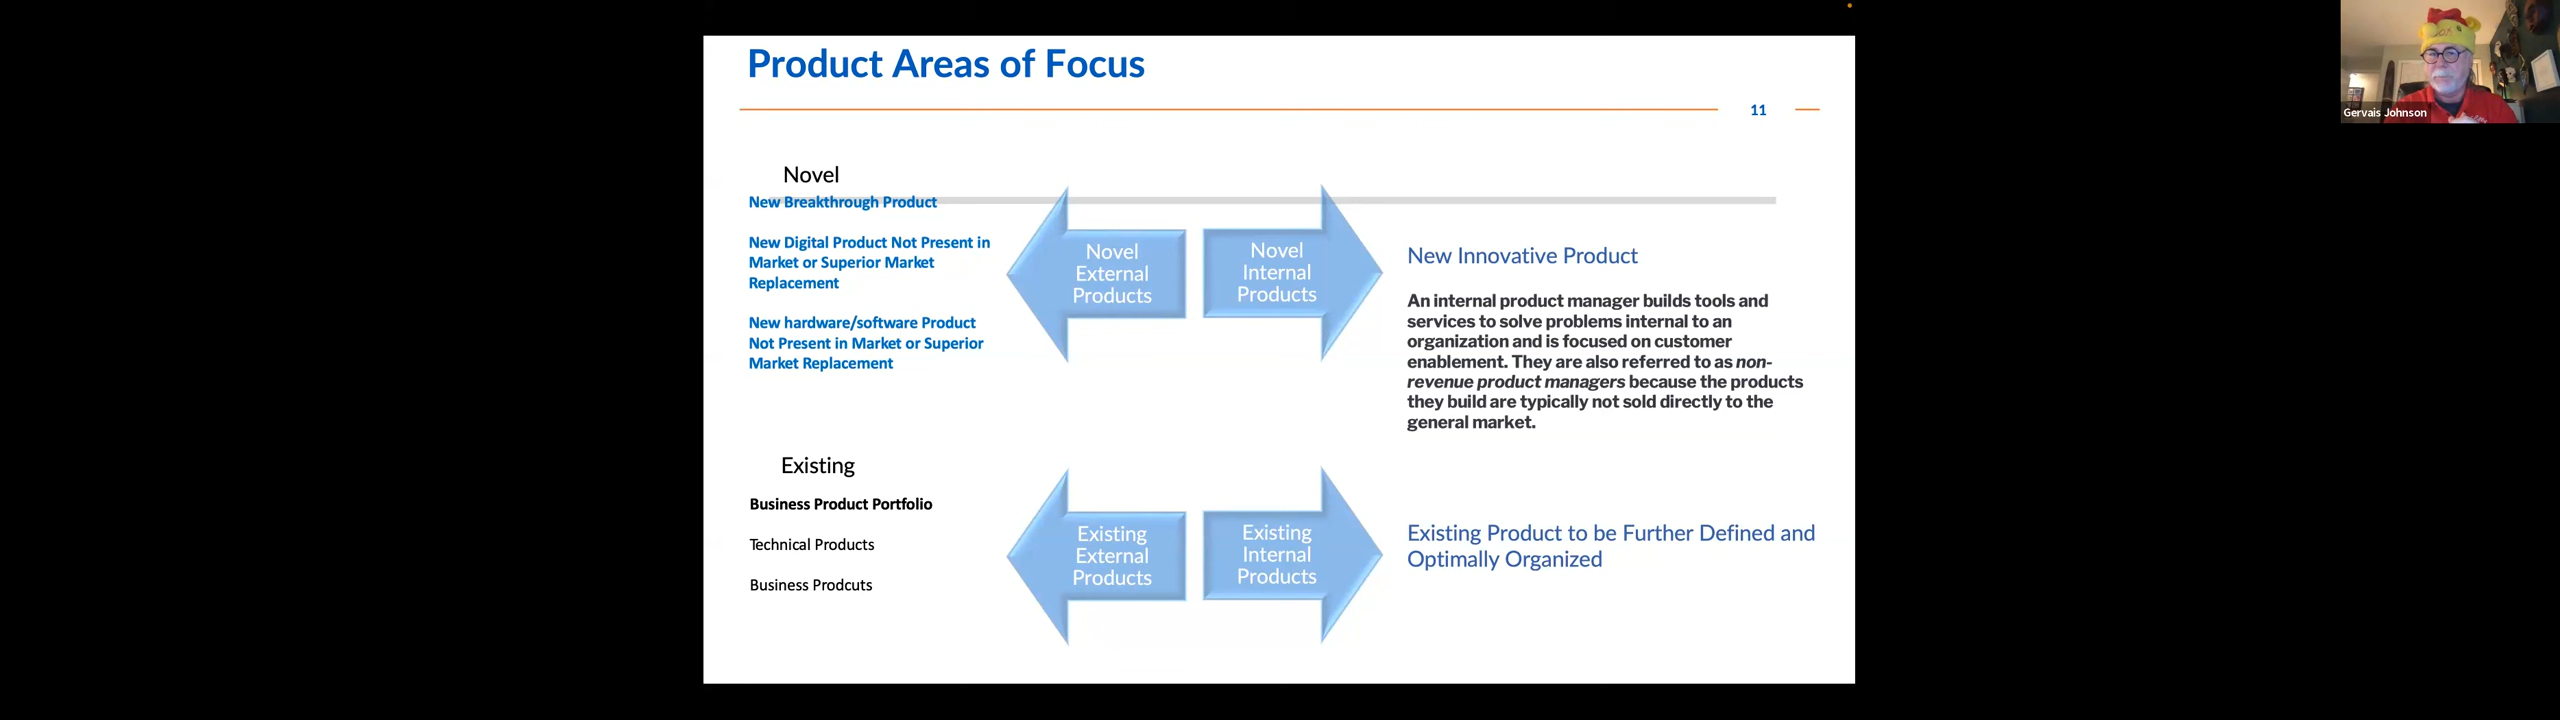 Product Areas of Focus
11
Gervais Johnson
Novel
New Breakthrough Product
New Digital Product Not Present in
Market or Superior Market
Replacement
New hardware/software Product
Not Present in Market or Superior
Market Replacement
Novel
External
Products
Novel
Internal
Products
New Innovative Product
An internal product manager builds tools and
services to solve problems internal to an
organization and is focused on customer
enablement. They are also referred to as non-
revenue product managers because the products
they build are typically not sold directly to the
general market.
Existing
Business Product Portfolio
Technical Products
Business Prodcuts
Existing
External
Products
Existing
Internal
Products
Existing Product to be Further Defined and
Optimally Organized